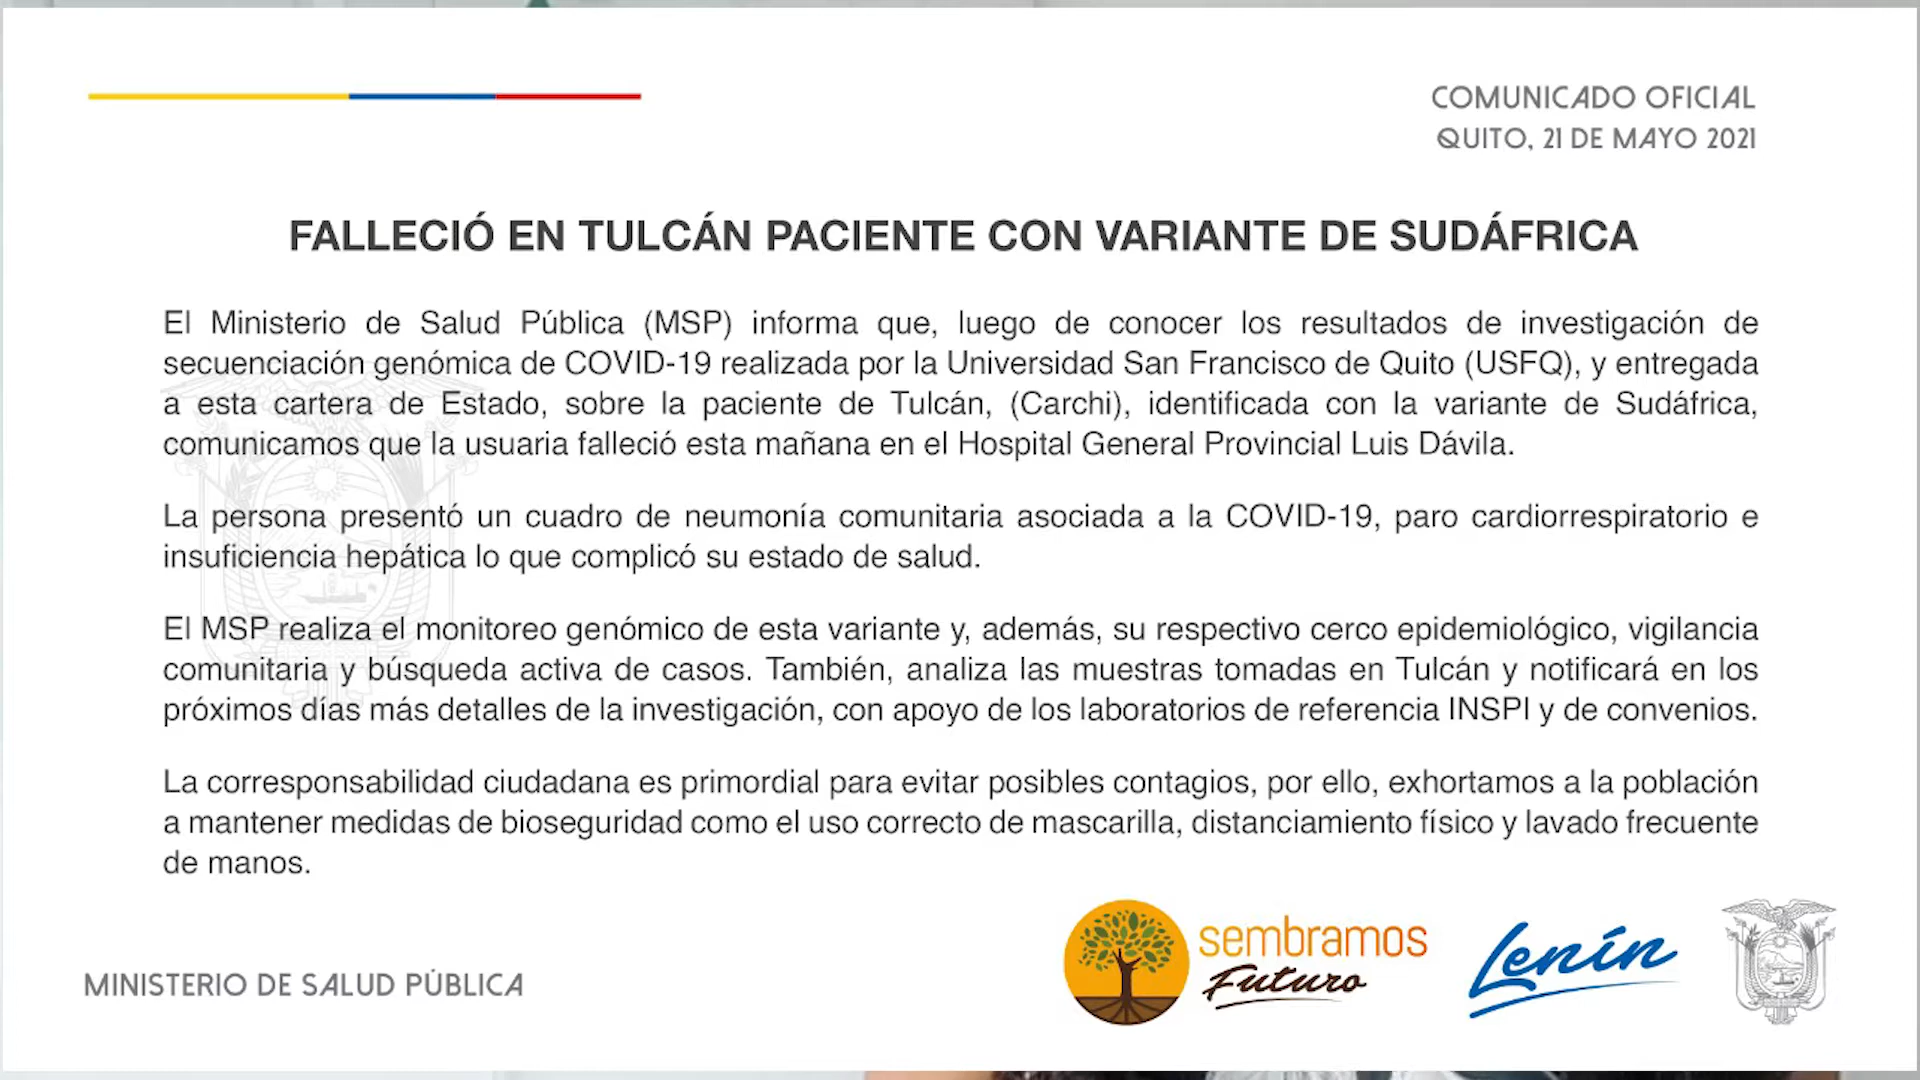 COMUNICADO OFICIAL
QUITO, 21 DE MAYO 2021
FALLECIÓ EN TULCÁN PACIENTE CON VARIANTE DE SUDÁFRICA
El Ministerio de Salud Pública (MSP) informa que, luego de conocer los resultados de investigación de
secuenciación genómica de COVID-19 realizada por la Universidad San Francisco de Quito (USFQ), y entregada
a esta cartera de Estado, sobre la paciente de Tulcán, (Carchi), identificada con la variante de Sudáfrica,
comunicamos que la usuaria falleció esta mañana en el Hospital General Provincial Luis Dávila.
La persona presentó un cuadro de neumonía comunitaria asociada a la COVID-19, paro cardiorrespiratorio e
insuficiencia hepática lo que complicó su estado de salud.
El MSP realiza el monitoreo genómico de esta variante y, además, su respectivo cerco epidemiológico, vigilancia
comunitaria y búsqueda activa de casos. También, analiza las muestras tomadas en Tulcán y notificará en los
próximos días más detalles de la investigación, con apoyo de los laboratorios de referencia INSPI y de convenios.
La corresponsabilidad ciudadana es primordial para evitar posibles contagios, por ello, exhortamos a la población
a mantener medidas de bioseguridad como el uso correcto de mascarilla, distanciamiento físico y lavado frecuente
de manos.
MINISTERIO DE SALUD PÚBLICA
sembramos
Futuro
Lenín